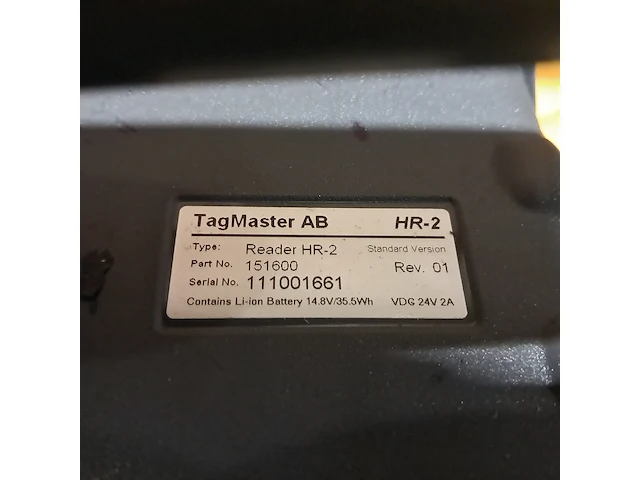 TagMaster AB HR-2
Type: Reader HR-2 Standard Version
Part No. 151600 Rev. 01
Serial No. 111001661
Contains Li-ion Battery 14.8V/35.5Wh VDC 24V 2A